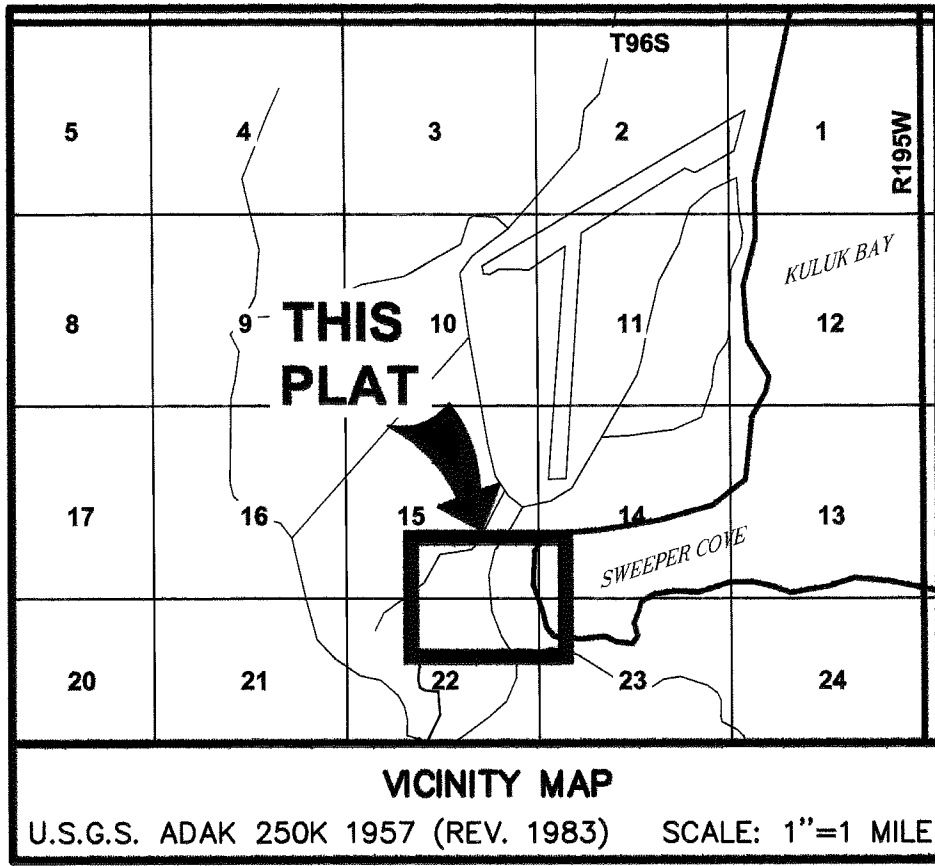 T96S
5 4 3 2 1
R195W
KULUK BAY
8 9 10 11 12
THIS
PLAT
17 16 15 14 13
SWEEPER COVE
20 21 22 23 24
VICINITY MAP
U.S.G.S. ADAK 250K 1957 (REV. 1983) SCALE: 1"=1 MILE